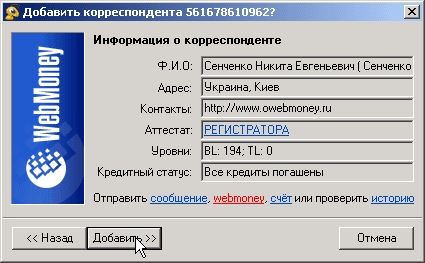 Добавить корреспондента 561678610962?
WebMoney
Информация о корреспонденте
Ф.И.О: Сенченко Никита Евгеньевич ( Сенченко
Адрес: Украина, Киев
Контакты: http://www.owebmoney.ru
Аттестат: РЕГИСТРАТОРА
Уровни: BL: 194; TL: 0
Кредитный статус: Все кредиты погашены
Отправить сообщение, webmoney, счёт или проверить историю
<< Назад Добавить >> Отмена